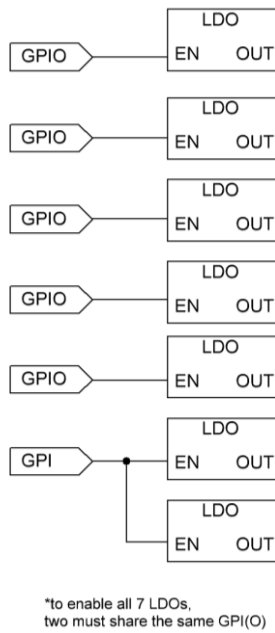 LDO
GPIO EN OUT
LDO
GPIO EN OUT
LDO
GPIO EN OUT
LDO
GPIO EN OUT
LDO
GPIO EN OUT
LDO
GPI EN OUT
LDO
EN OUT
*to enable all 7 LDOs,
two must share the same GPI(O)